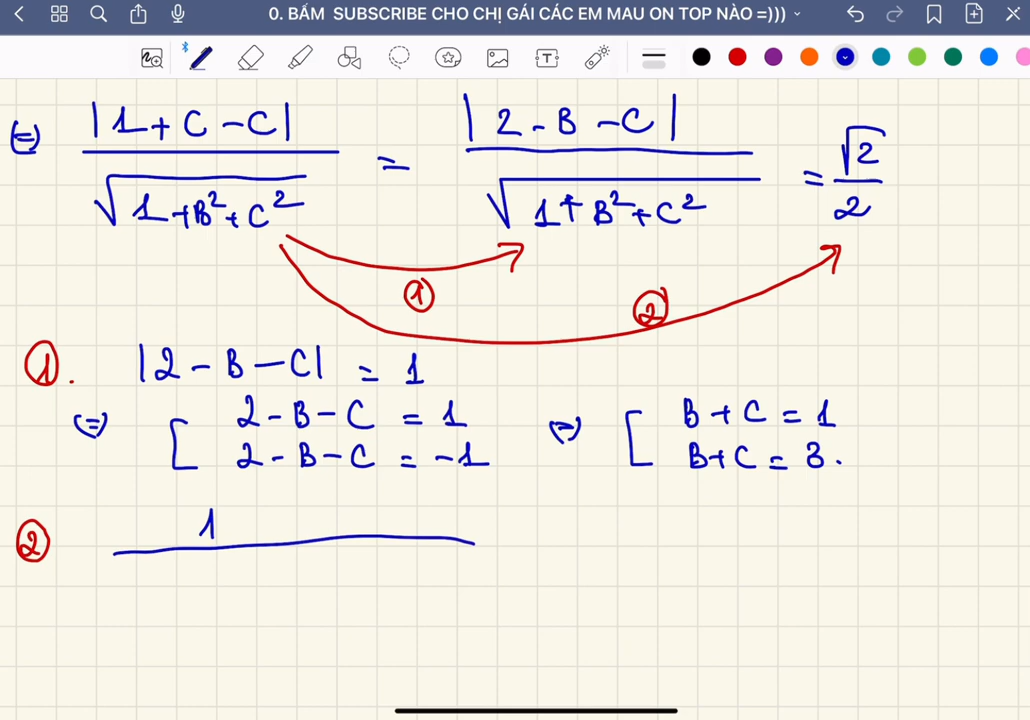 0. BẤM SUBSCRIBE CHO CHỊ GÁI CÁC EM MAU ON TOP NÀO =)))
(=) |1 + C - C| / √(1 + B² + C²) = |2 - B - C| / √(1 + B² + C²) = √2 / 2
① ②
①. |2 - B - C| = 1
(=) [ 2 - B - C = 1 (=) [ B + C = 1
2 - B - C = -1 B + C = 3.
② 1